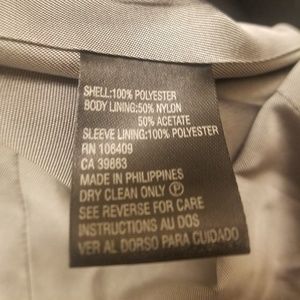 SHELL:100% POLYESTER
BODY LINING:50% NYLON
50% ACETATE
SLEEVE LINING:100% POLYESTER
RN 106409
CA 39863
MADE IN PHILIPPINES
DRY CLEAN ONLY Ⓟ
SEE REVERSE FOR CARE
INSTRUCTIONS AU DOS
VER AL DORSO PARA CUIDADO